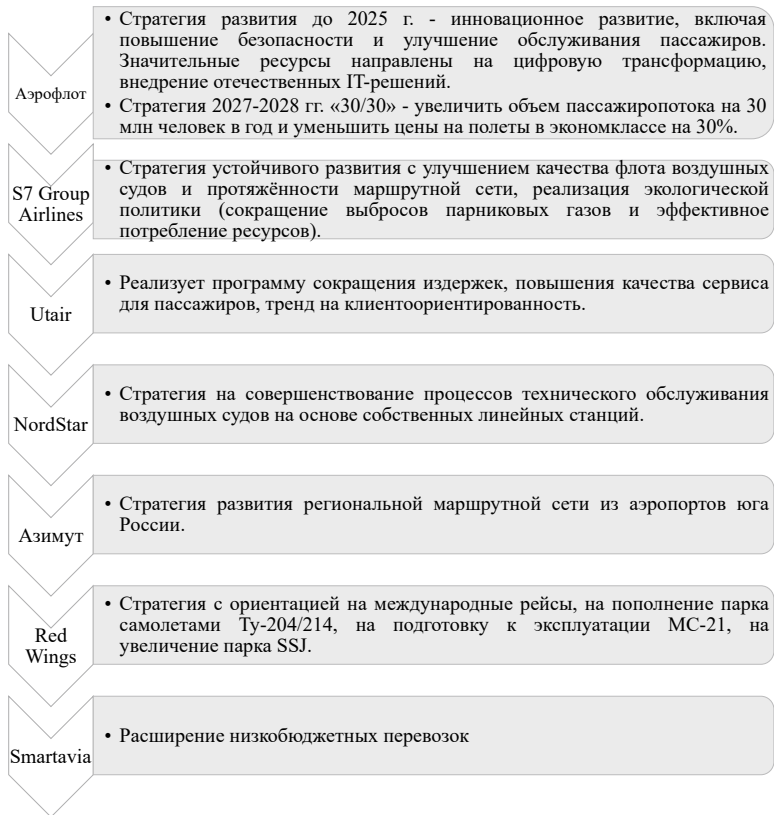 Аэрофлот
• Стратегия развития до 2025 г. - инновационное развитие, включая
повышение безопасности и улучшение обслуживания пассажиров.
Значительные ресурсы направлены на цифровую трансформацию,
внедрение отечественных IT-решений.
• Стратегия 2027-2028 гг. «30/30» - увеличить объем пассажиропотока на 30
млн человек в год и уменьшить цены на полеты в экономклассе на 30%.
S7 Group
Airlines
• Стратегия устойчивого развития с улучшением качества флота воздушных
судов и протяжённости маршрутной сети, реализация экологической
политики (сокращение выбросов парниковых газов и эффективное
потребление ресурсов).
Utair
• Реализует программу сокращения издержек, повышения качества сервиса
для пассажиров, тренд на клиентоориентированность.
NordStar
• Стратегия на совершенствование процессов технического обслуживания
воздушных судов на основе собственных линейных станций.
Азимут
• Стратегия развития региональной маршрутной сети из аэропортов юга
России.
Red
Wings
• Стратегия с ориентацией на международные рейсы, на пополнение парка
самолетами Ту-204/214, на подготовку к эксплуатации МС-21, на
увеличение парка SSJ.
Smartavia
• Расширение низкобюджетных перевозок